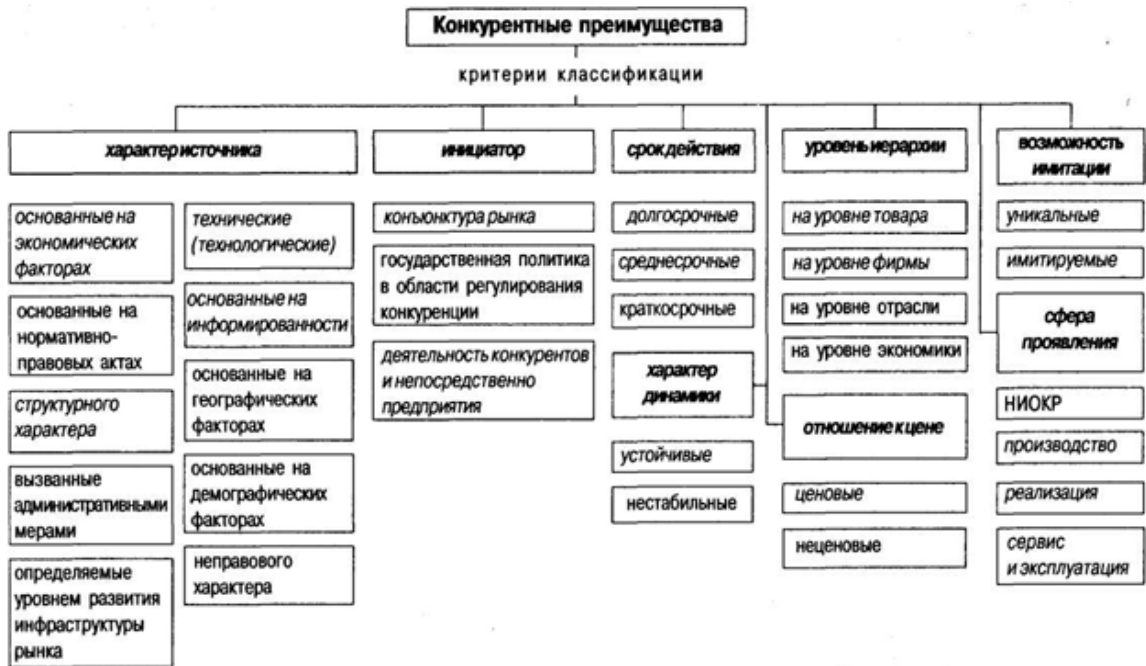 Конкурентные преимущества
критерии классификации
характер источника
основанные на
экономических
факторах
основанные на
нормативно-
правовых актах
структурного
характера
вызванные
административными
мерами
определяемые
уровнем развития
инфраструктуры
рынка
технические
(технологические)
основанные на
информированности
основанные на
географических
факторах
основанные на
демографических
факторах
неправового
характера
инициатор
конъюнктура рынка
государственная политика
в области регулирования
конкуренции
деятельность конкурентов
и непосредственно
предприятия
срок действия
долгосрочные
среднесрочные
краткосрочные
характер
динамики
устойчивые
нестабильные
уровень иерархии
на уровне товара
на уровне фирмы
на уровне отрасли
на уровне экономики
отношение к цене
ценовые
неценовые
возможность
имитации
уникальные
имитируемые
сфера
проявления
НИОКР
производство
реализация
сервис
и эксплуатация